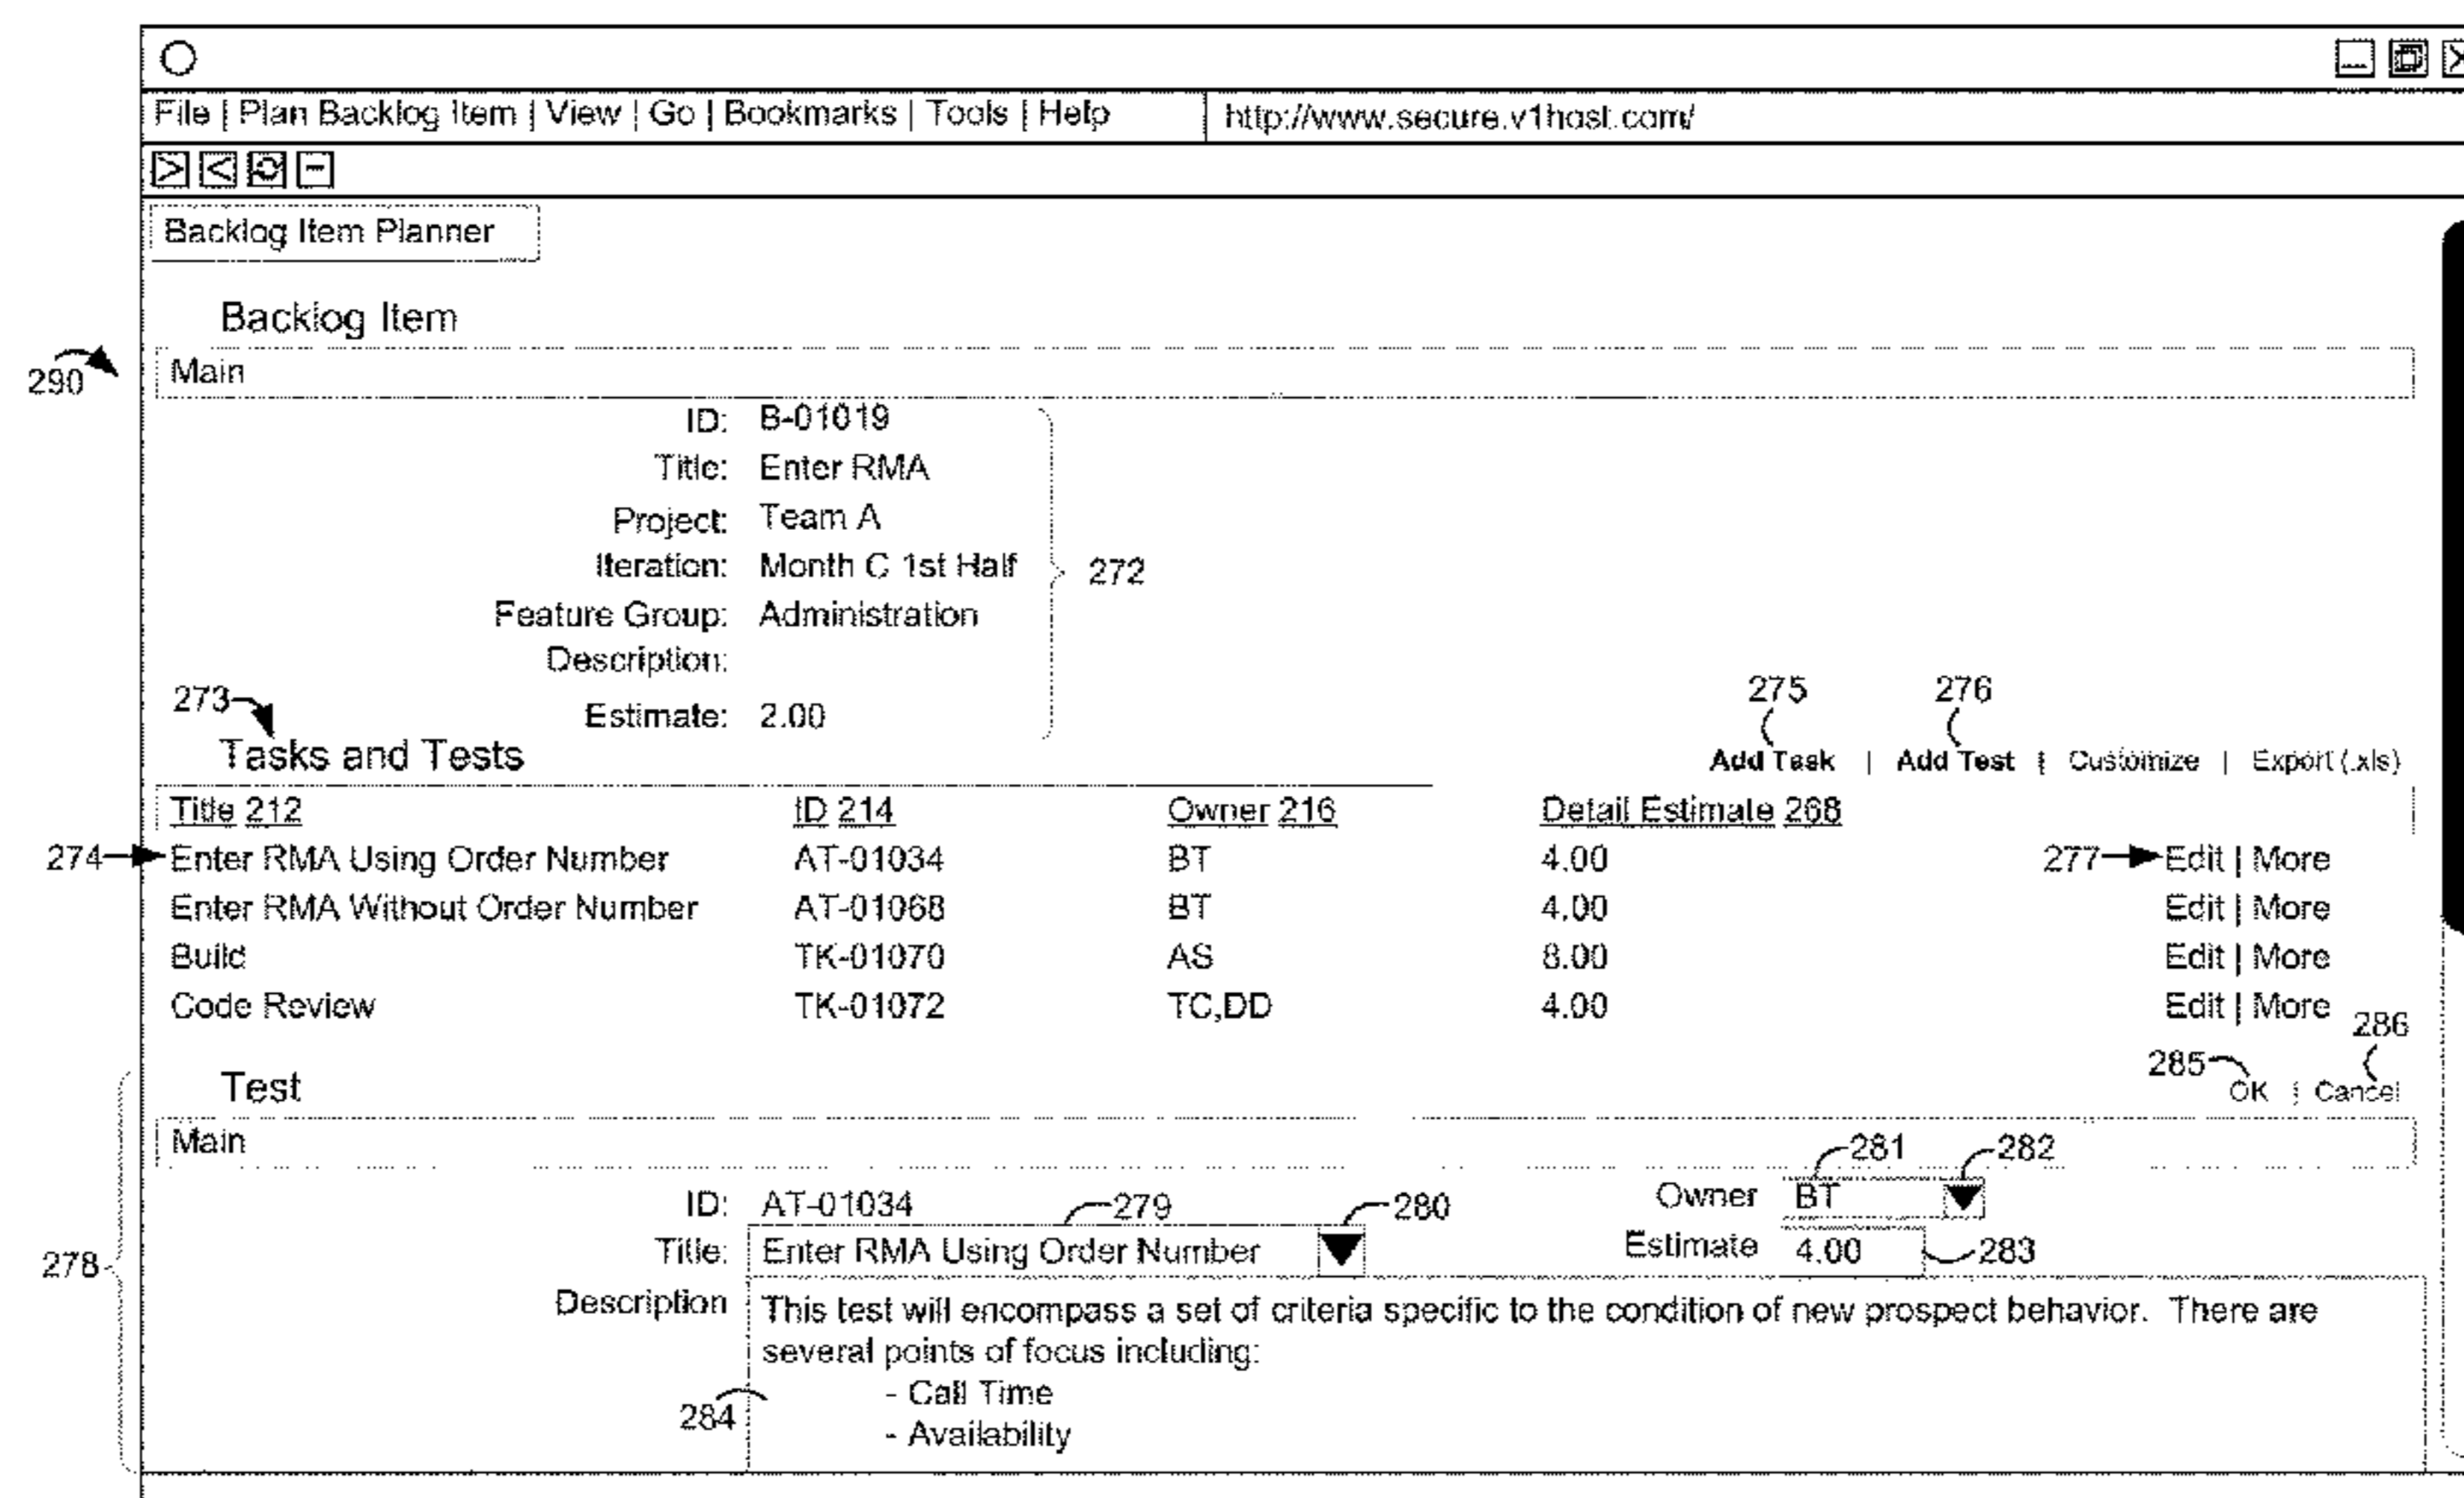 File | Plan Backlog Item | View | Go | Bookmarks | Tools | Help http://www.secure.v1host.com/
Backlog Item Planner
Backlog Item
290
Main
ID: B-01019
Title: Enter RMA
Project: Team A
Iteration: Month C 1st Half
272
Feature Group: Administration
Description:
273 275 276
Estimate: 2.00
Tasks and Tests Add Task | Add Test | Customize | Export (.xls)
Title 212 ID 214 Owner 216 Detail Estimate 268
274 Enter RMA Using Order Number AT-01034 BT 4.00 277 Edit | More
Enter RMA Without Order Number AT-01068 BT 4.00 Edit | More
Build TK-01070 AS 8.00 Edit | More
Code Review TK-01072 TC,DD 4.00 Edit | More
286
285
Test OK | Cancel
Main 281 282
ID: AT-01034 279 280 Owner BT
278 Title: Enter RMA Using Order Number Estimate 4.00 283
Description This test will encompass a set of criteria specific to the condition of new prospect behavior. There are
several points of focus including:
- Call Time
284
- Availability